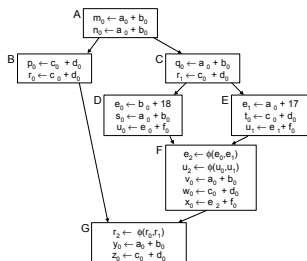 A
m₀ ← a₀ + b₀
n₀ ← a₀ + b₀
B
p₀ ← c₀ + d₀
r₀ ← c₀ + d₀
C
q₀ ← a₀ + b₀
r₁ ← c₀ + d₀
D
e₀ ← b₀ + 18
s₀ ← a₀ + b₀
u₀ ← e₀ + f₀
E
e₁ ← a₀ + 17
t₀ ← c₀ + d₀
u₁ ← e₁ + f₀
F
e₂ ← ϕ(e₀,e₁)
u₂ ← ϕ(u₀,u₁)
v₀ ← a₀ + b₀
w₀ ← c₀ + d₀
x₀ ← e₂ + f₀
G
r₂ ← ϕ(r₀,r₁)
y₀ ← a₀ + b₀
z₀ ← c₀ + d₀